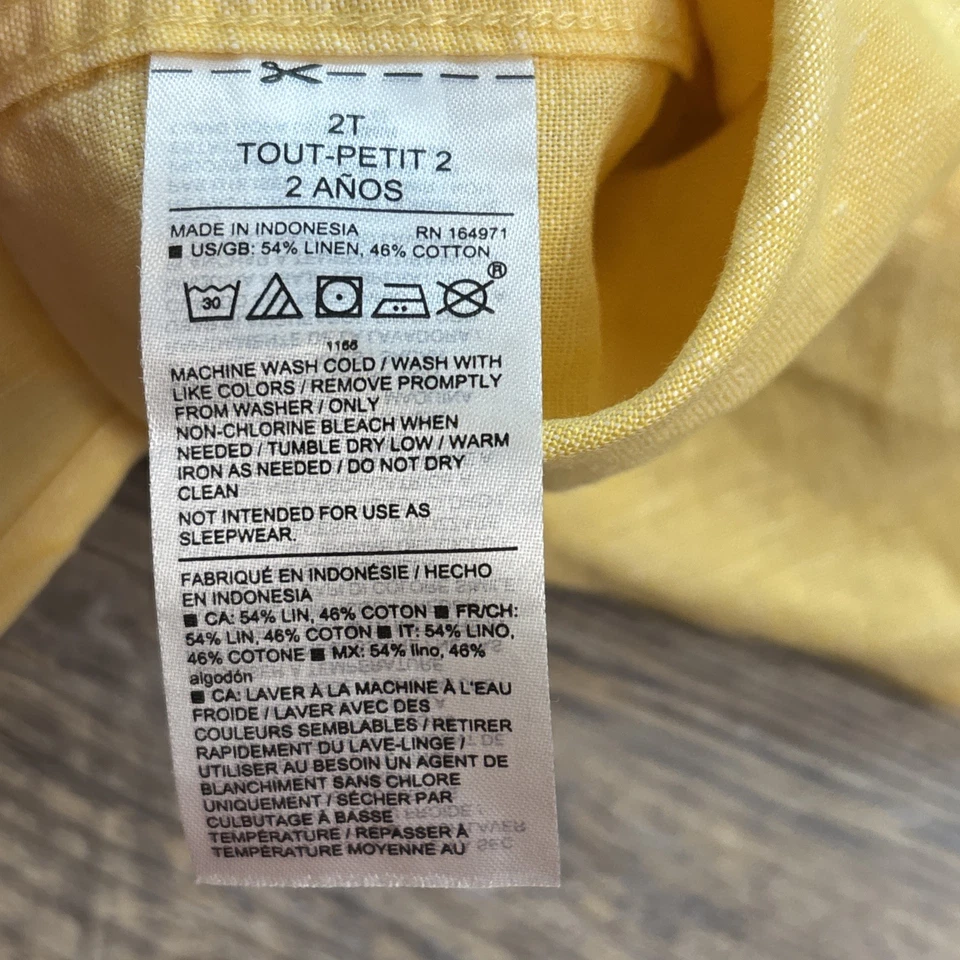 2T
TOUT-PETIT 2
2 AÑOS
MADE IN INDONESIA RN 164971
■ US/GB: 54% LINEN, 46% COTTON
30 ®
1166
MACHINE WASH COLD / WASH WITH
LIKE COLORS / REMOVE PROMPTLY
FROM WASHER / ONLY
NON-CHLORINE BLEACH WHEN
NEEDED / TUMBLE DRY LOW / WARM
IRON AS NEEDED / DO NOT DRY
CLEAN
NOT INTENDED FOR USE AS
SLEEPWEAR.
FABRIQUÉ EN INDONÉSIE / HECHO
EN INDONESIA
■ CA: 54% LIN, 46% COTON ■ FR/CH:
54% LIN, 46% COTON ■ IT: 54% LINO,
46% COTONE ■ MX: 54% lino, 46%
algodón
■ CA: LAVER À LA MACHINE À L'EAU
FROIDE / LAVER AVEC DES
COULEURS SEMBLABLES / RETIRER
RAPIDEMENT DU LAVE-LINGE /
UTILISER AU BESOIN UN AGENT DE
BLANCHIMENT SANS CHLORE
UNIQUEMENT / SÉCHER PAR
CULBUTAGE À BASSE
TEMPÉRATURE / REPASSER À
TEMPÉRATURE MOYENNE AU